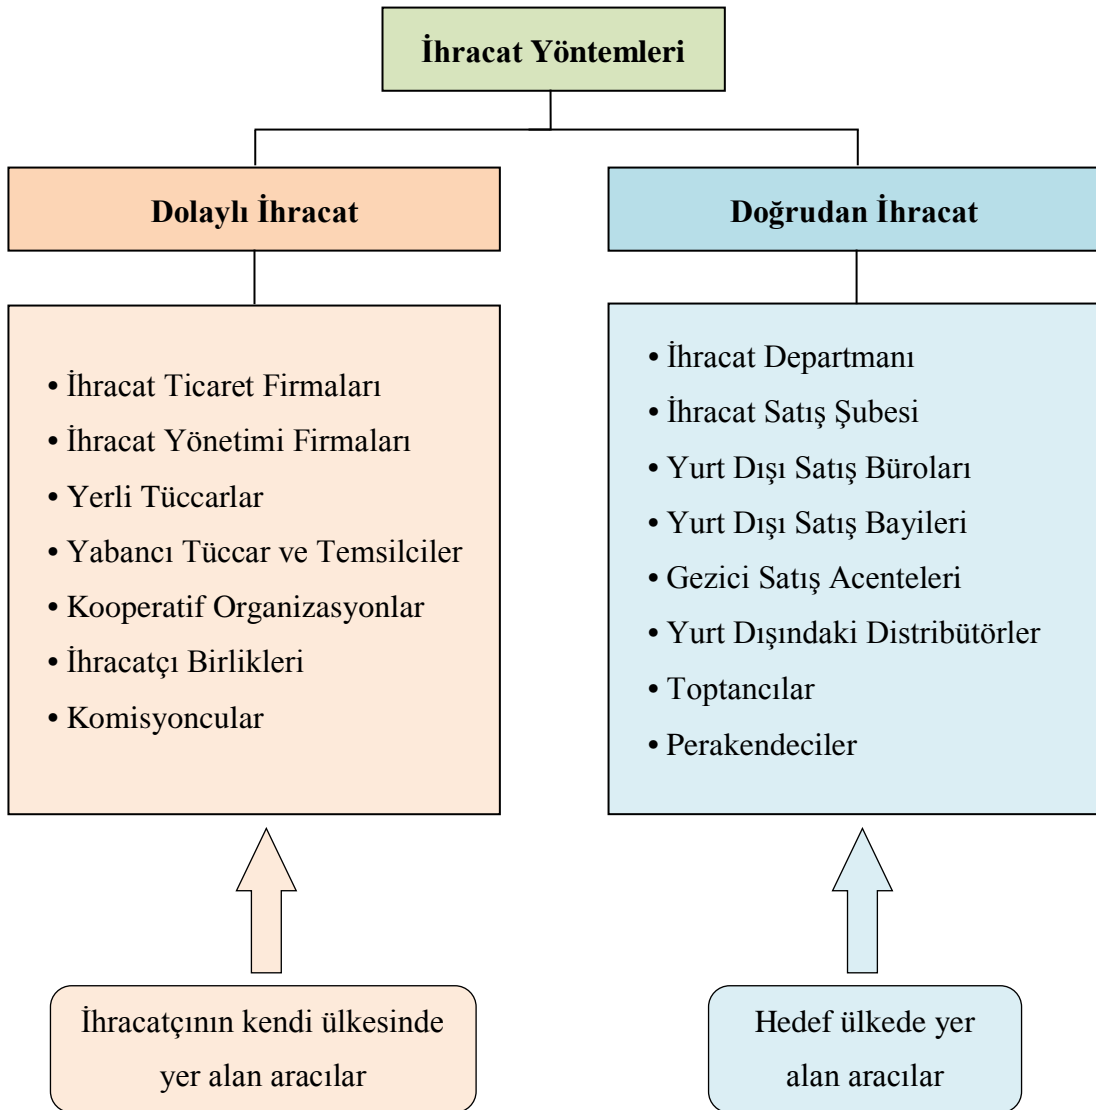 İhracat Yöntemleri
Dolaylı İhracat
Doğrudan İhracat
• İhracat Ticaret Firmaları
• İhracat Yönetimi Firmaları
• Yerli Tüccarlar
• Yabancı Tüccar ve Temsilciler
• Kooperatif Organizasyonlar
• İhracatçı Birlikleri
• Komisyoncular
• İhracat Departmanı
• İhracat Satış Şubesi
• Yurt Dışı Satış Büroları
• Yurt Dışı Satış Bayileri
• Gezici Satış Acenteleri
• Yurt Dışındaki Distribütörler
• Toptancılar
• Perakendeciler
İhracatçının kendi ülkesinde
yer alan aracılar
Hedef ülkede yer
alan aracılar